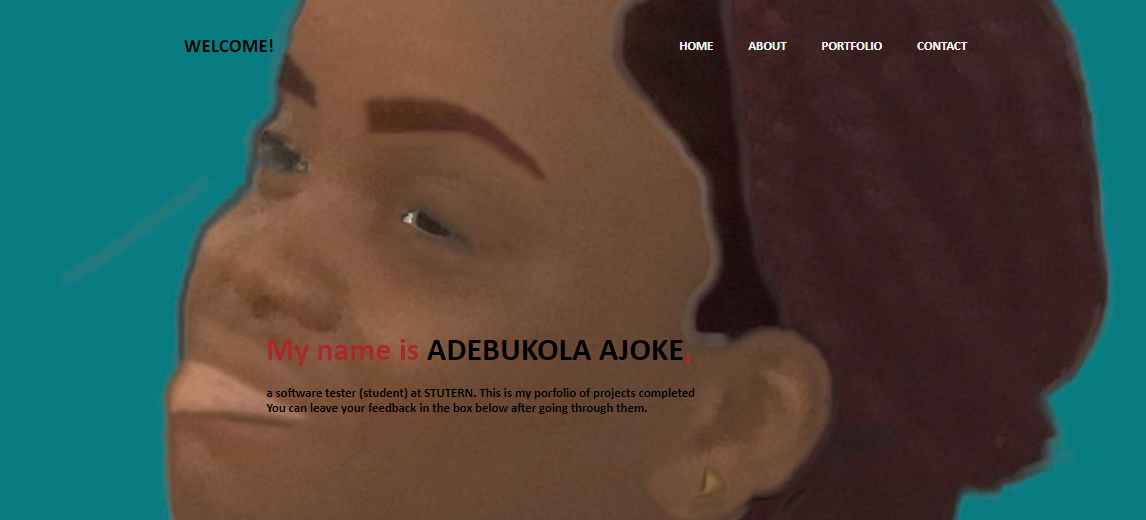 WELCOME!
HOME ABOUT PORTFOLIO CONTACT
My name is ADEBUKOLA AJOKE,
a software tester (student) at STUTERN. This is my porfolio of projects completed
You can leave your feedback in the box below after going through them.